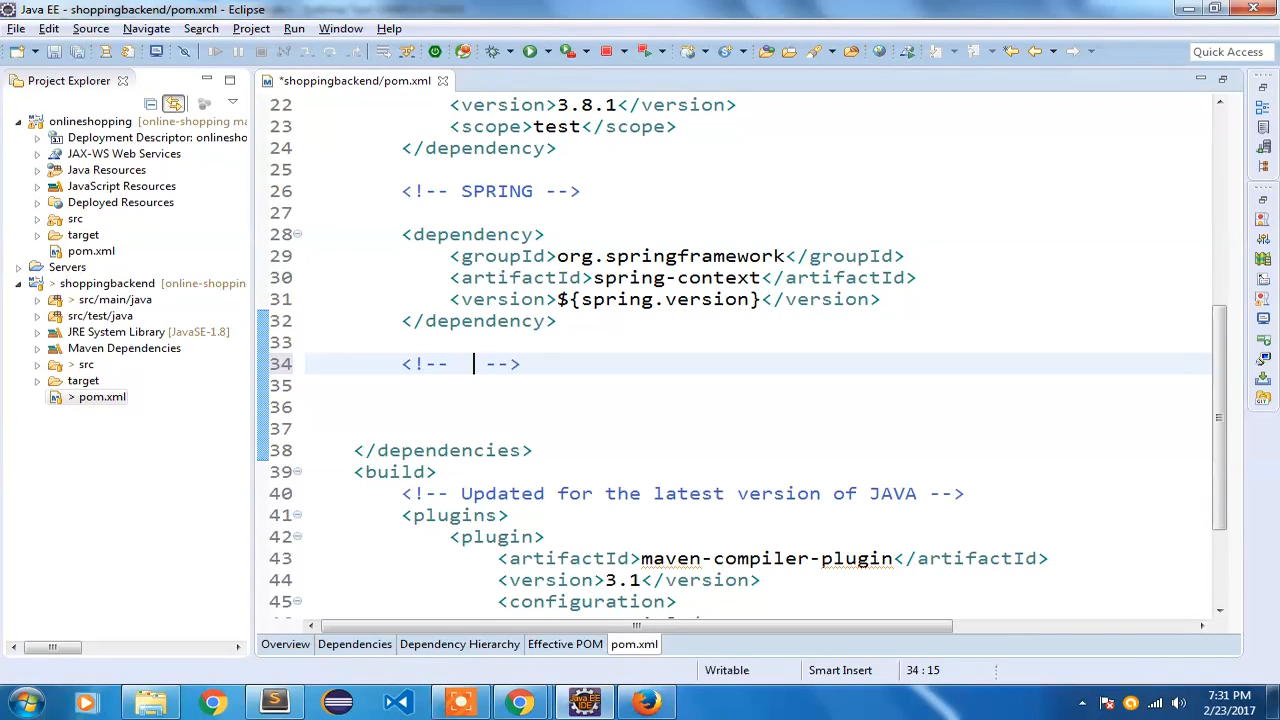 Java EE - shoppingbackend/pom.xml - Eclipse
File Edit Source Navigate Search Project Run Window Help
Quick Access
Project Explorer
*shoppingbackend/pom.xml
onlineshopping [online-shopping ma
Deployment Descriptor: onlinesho
JAX-WS Web Services
Java Resources
JavaScript Resources
Deployed Resources
src
target
pom.xml
Servers
> shoppingbackend [online-shoppin
> src/main/java
src/test/java
JRE System Library [JavaSE-1.8]
Maven Dependencies
> src
target
> pom.xml
22 <version>3.8.1</version>
23 <scope>test</scope>
24 </dependency>
25
26 <!-- SPRING -->
27
28 <dependency>
29 <groupId>org.springframework</groupId>
30 <artifactId>spring-context</artifactId>
31 <version>${spring.version}</version>
32 </dependency>
33
34 <!-- -->
35
36
37
38 </dependencies>
39 <build>
40 <!-- Updated for the latest version of JAVA -->
41 <plugins>
42 <plugin>
43 <artifactId>maven-compiler-plugin</artifactId>
44 <version>3.1</version>
45 <configuration>
Overview Dependencies Dependency Hierarchy Effective POM pom.xml
Writable Smart Insert 34 : 15
Java EE
IDE
7:31 PM
2/23/2017